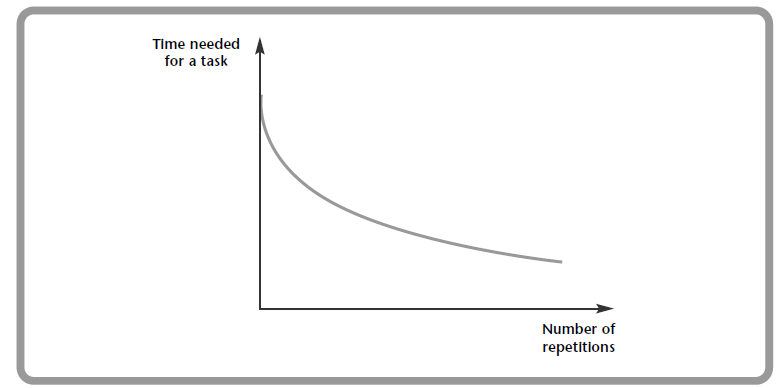 Time needed
for a task
Number of
repetitions